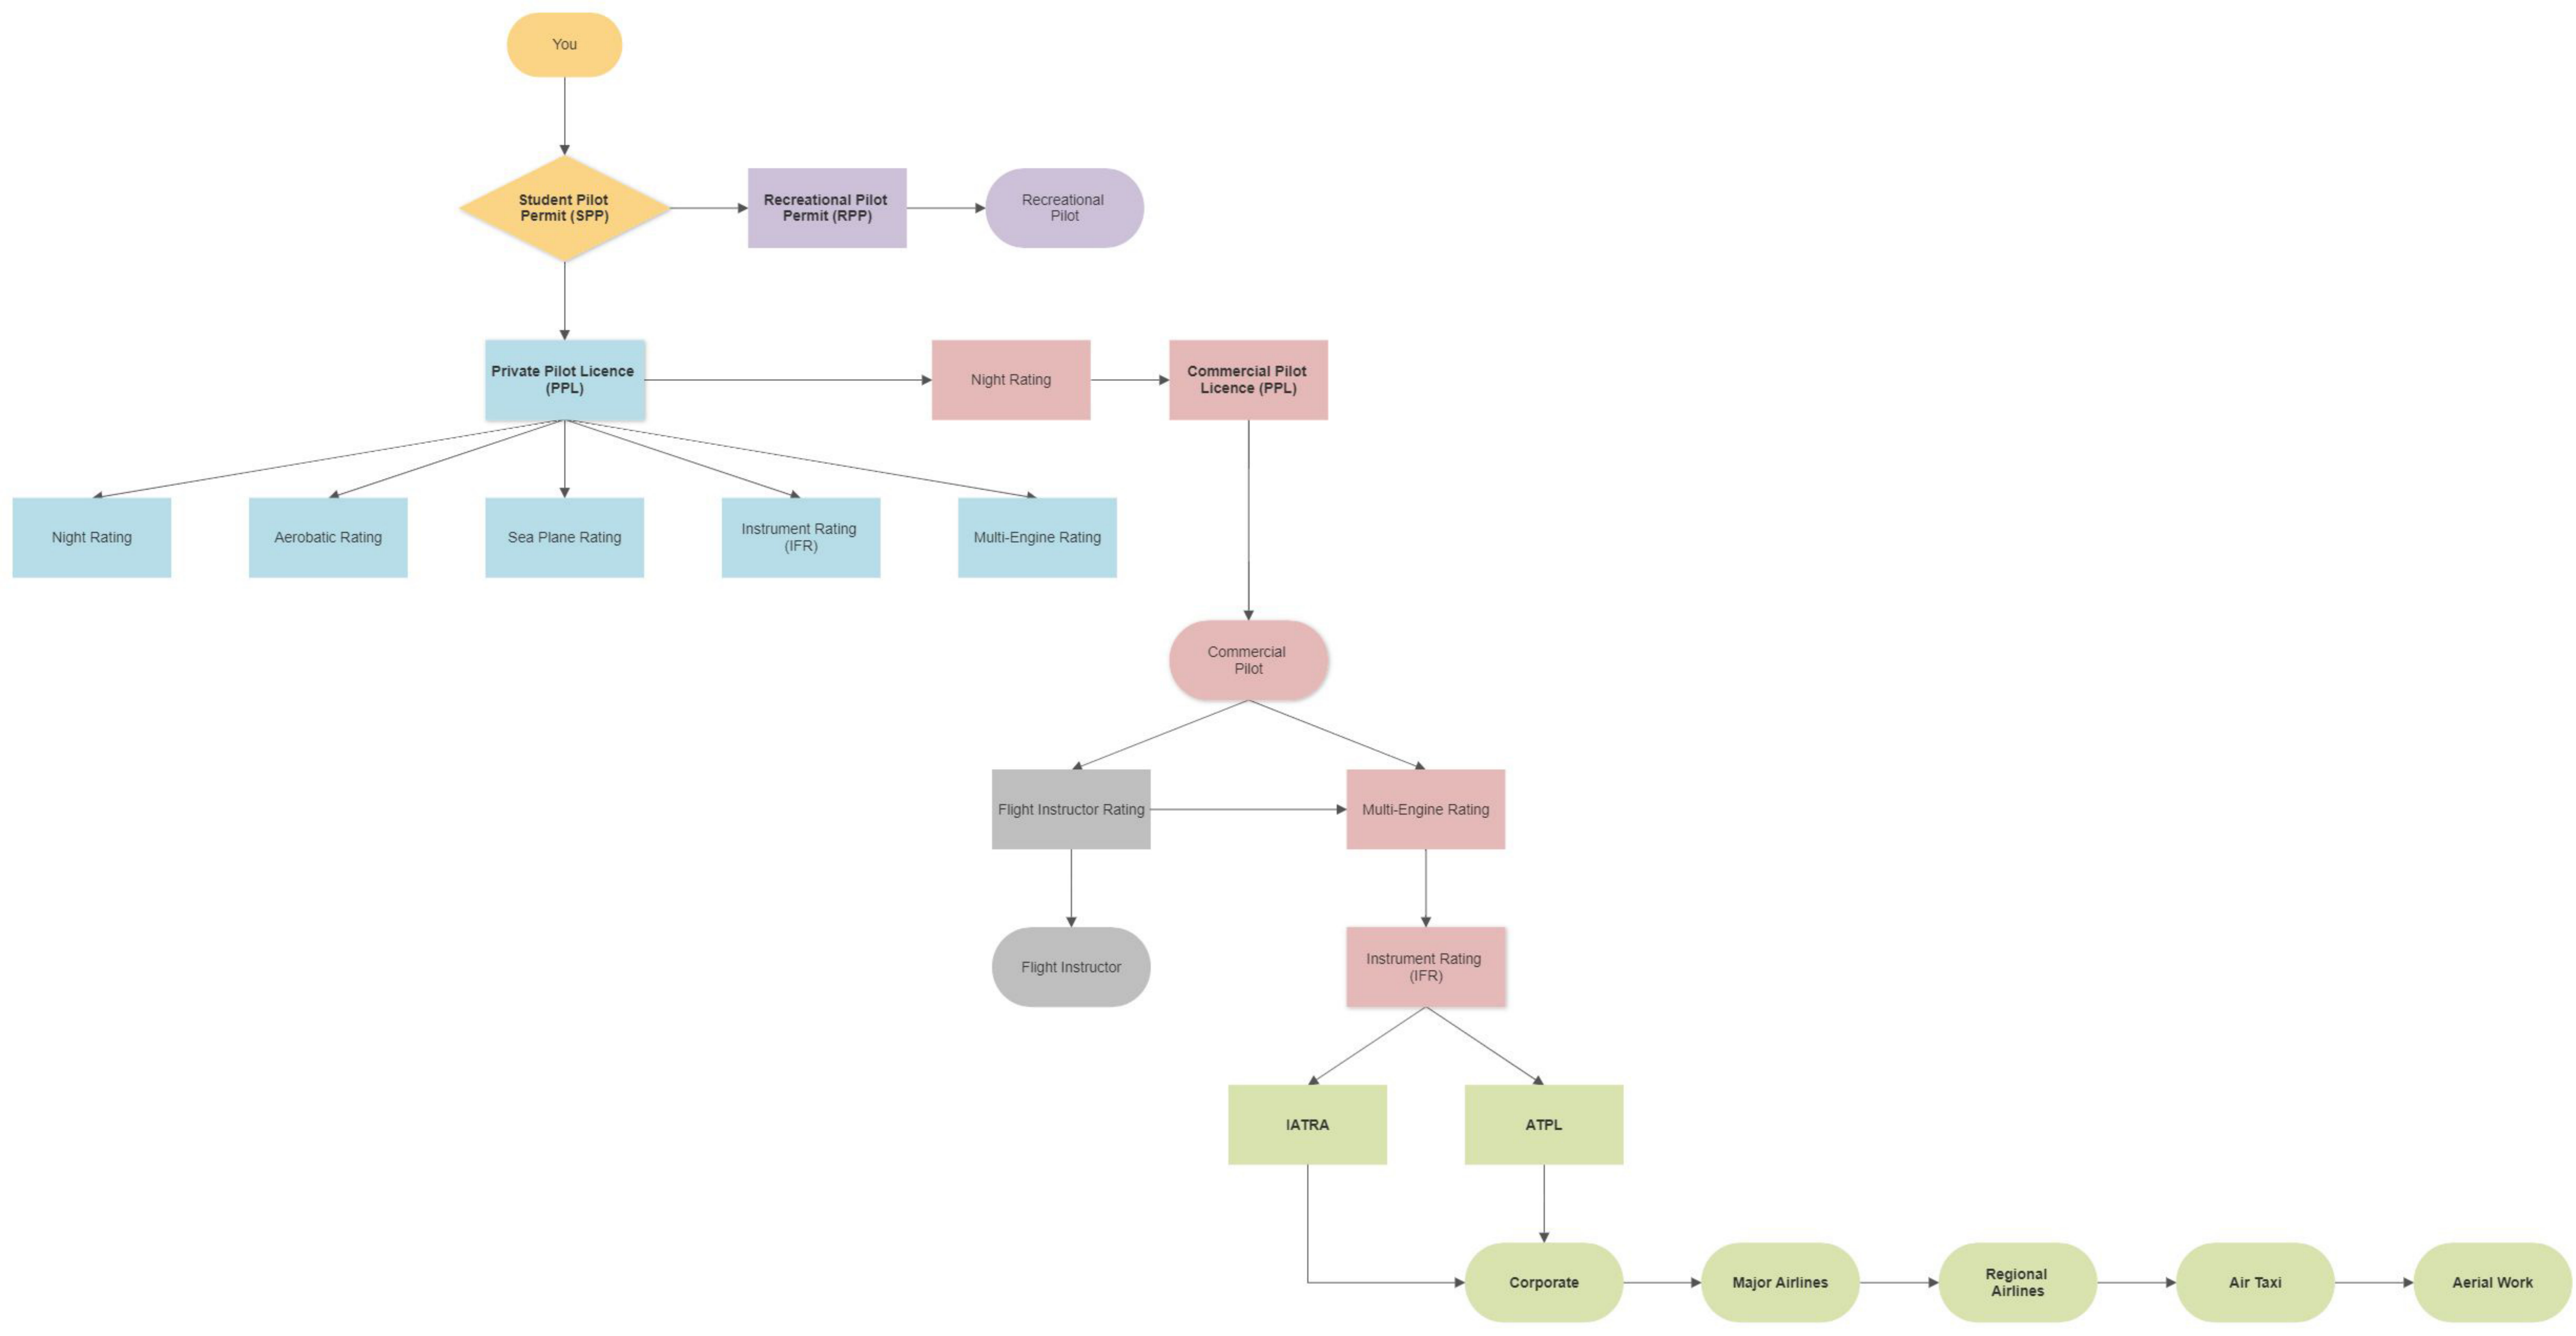 You
Student Pilot
Permit (SPP)
Recreational Pilot
Permit (RPP)
Recreational
Pilot
Private Pilot Licence
(PPL)
Night Rating
Commercial Pilot
Licence (PPL)
Night Rating
Aerobatic Rating
Sea Plane Rating
Instrument Rating
(IFR)
Multi-Engine Rating
Commercial
Pilot
Flight Instructor Rating
Multi-Engine Rating
Flight Instructor
Instrument Rating
(IFR)
IATRA
ATPL
Corporate
Major Airlines
Regional
Airlines
Air Taxi
Aerial Work